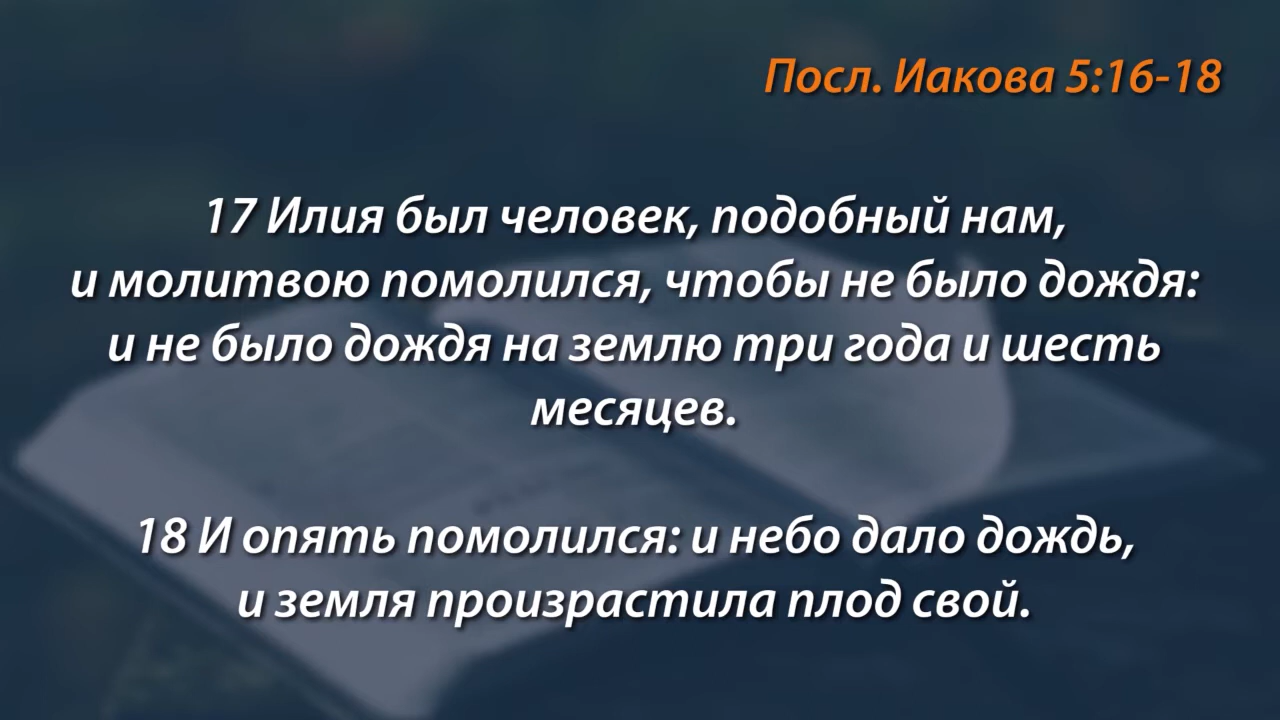 Посл. Иакова 5:16-18
17 Илия был человек, подобный нам,
и молитвою помолился, чтобы не было дождя:
и не было дождя на землю три года и шесть
месяцев.
18 И опять помолился: и небо дало дождь,
и земля произрастила плод свой.